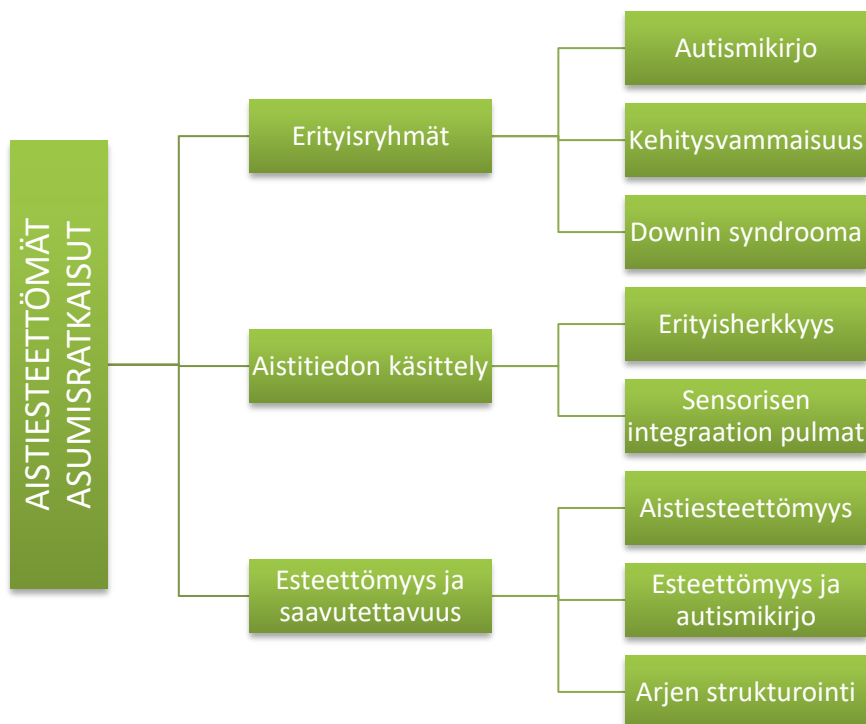 AISTIESTEETTÖMÄT
ASUMISRATKAISUT
Erityisryhmät
Autismikirjo
Kehitysvammaisuus
Downin syndrooma
Aistitiedon käsittely
Erityisherkkyys
Sensorisen
integraation pulmat
Esteettömyys ja
saavutettavuus
Aistiesteettömyys
Esteettömyys ja
autismikirjo
Arjen strukturointi